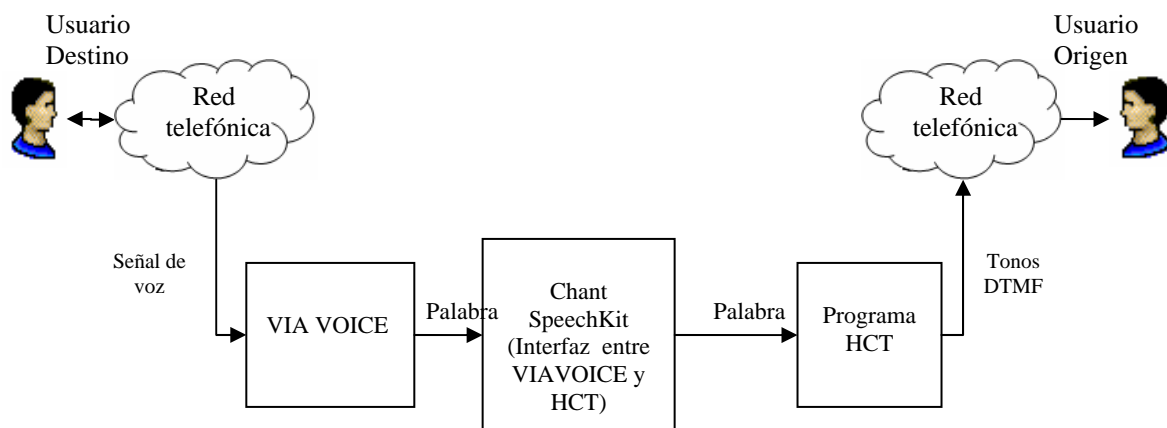 Usuario
Destino
Usuario
Origen
Red
telefónica
Red
telefónica
Señal de
voz
VIA VOICE
Palabra
Chant
SpeechKit
(Interfaz entre
VIAVOICE y
HCT)
Palabra
Programa
HCT
Tonos
DTMF